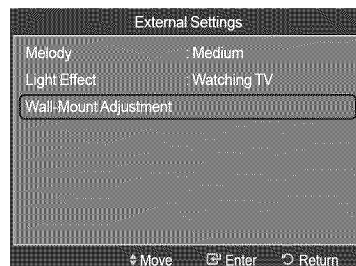 External Settings
Melody : Medium
Light Effect : Watching TV
Wall-Mount Adjustment
Move Enter Return